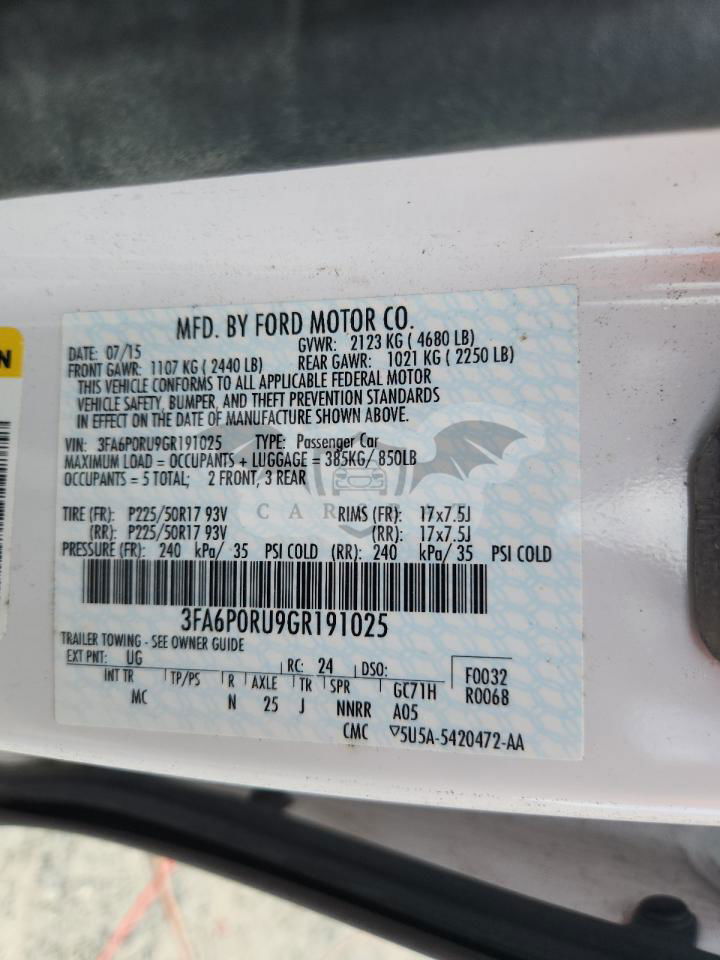 N
MFD. BY FORD MOTOR CO.
DATE: 07/15 GVWR: 2123 KG ( 4680 LB)
FRONT GAWR: 1107 KG ( 2440 LB) REAR GAWR: 1021 KG ( 2250 LB)
THIS VEHICLE CONFORMS TO ALL APPLICABLE FEDERAL MOTOR
VEHICLE SAFETY, BUMPER, AND THEFT PREVENTION STANDARDS
IN EFFECT ON THE DATE OF MANUFACTURE SHOWN ABOVE.
VIN: 3FA6P0RU9GR191025 TYPE: Passenger Car
MAXIMUM LOAD = OCCUPANTS + LUGGAGE = 385KG/ 850LB
OCCUPANTS = 5 TOTAL; 2 FRONT, 3 REAR
TIRE (FR): P225/50R17 93V RIMS (FR): 17x7.5J
(RR): P225/50R17 93V (RR): 17x7.5J
PRESSURE (FR): 240 kPa/ 35 PSI COLD (RR): 240 kPa/ 35 PSI COLD
3FA6P0RU9GR191025
TRAILER TOWING - SEE OWNER GUIDE
EXT PNT: UG RC: 24 DSO: F0032
INT TR TP/PS R AXLE TR SPR GC71H R0068
MC N 25 J NNRR A05
CMC ▽5U5A-5420472-AA